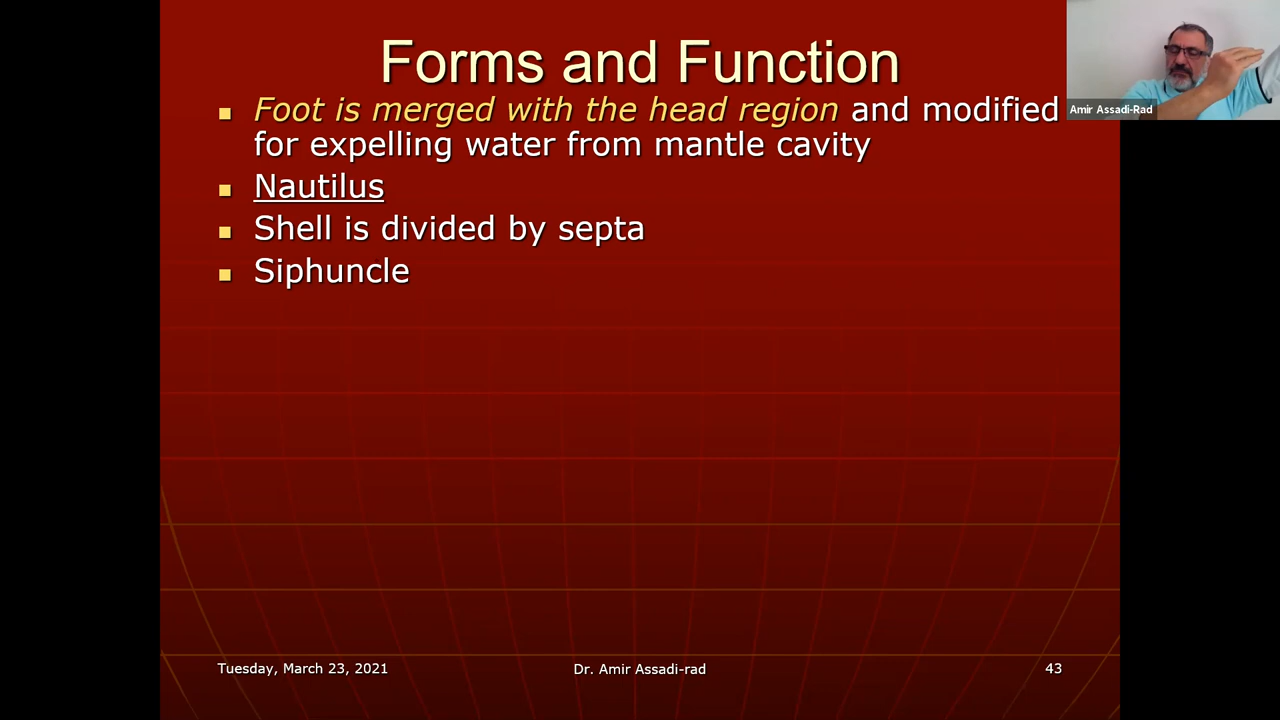 Forms and Function
Foot is merged with the head region and modified
for expelling water from mantle cavity
Nautilus
Shell is divided by septa
Siphuncle
Amir Assadi-Rad
Tuesday, March 23, 2021
Dr. Amir Assadi-rad
43